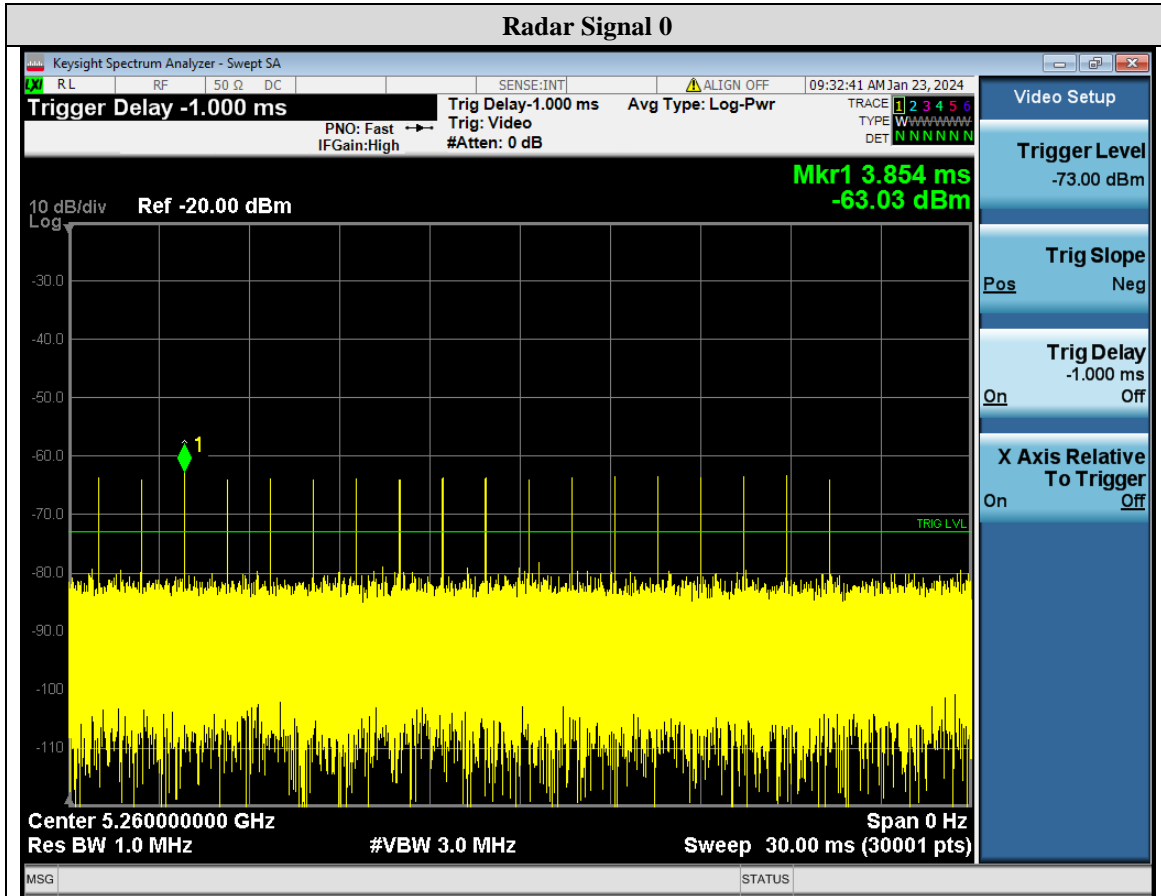 Radar Signal 0
Keysight Spectrum Analyzer - Swept SA
LXI RL RF 50 Ω DC SENSE:INT ALIGN OFF 09:32:41 AM Jan 23, 2024
Trigger Delay -1.000 ms
PNO: Fast
IFGain:High
Trig Delay-1.000 ms
Trig: Video
#Atten: 0 dB
Avg Type: Log-Pwr
TRACE 1 2 3 4 5 6
TYPE WWWWWW
DET N N N N N N
Mkr1 3.854 ms
-63.03 dBm
10 dB/div Ref -20.00 dBm
Log
-30.0
-40.0
-50.0
-60.0
1
-70.0
TRIG LVL
-80.0
-90.0
-100
-110
Center 5.260000000 GHz Span 0 Hz
Res BW 1.0 MHz #VBW 3.0 MHz Sweep 30.00 ms (30001 pts)
MSG STATUS
Video Setup
Trigger Level
-73.00 dBm
Trig Slope
Pos Neg
Trig Delay
-1.000 ms
On Off
X Axis Relative
To Trigger
On Off